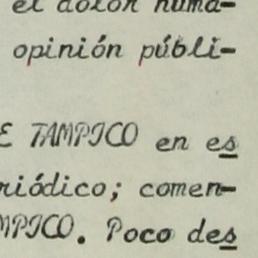 el dolor huma-
opinión públi-
E TAMPICO en es
riódico; comen-
MPICO. Poco des